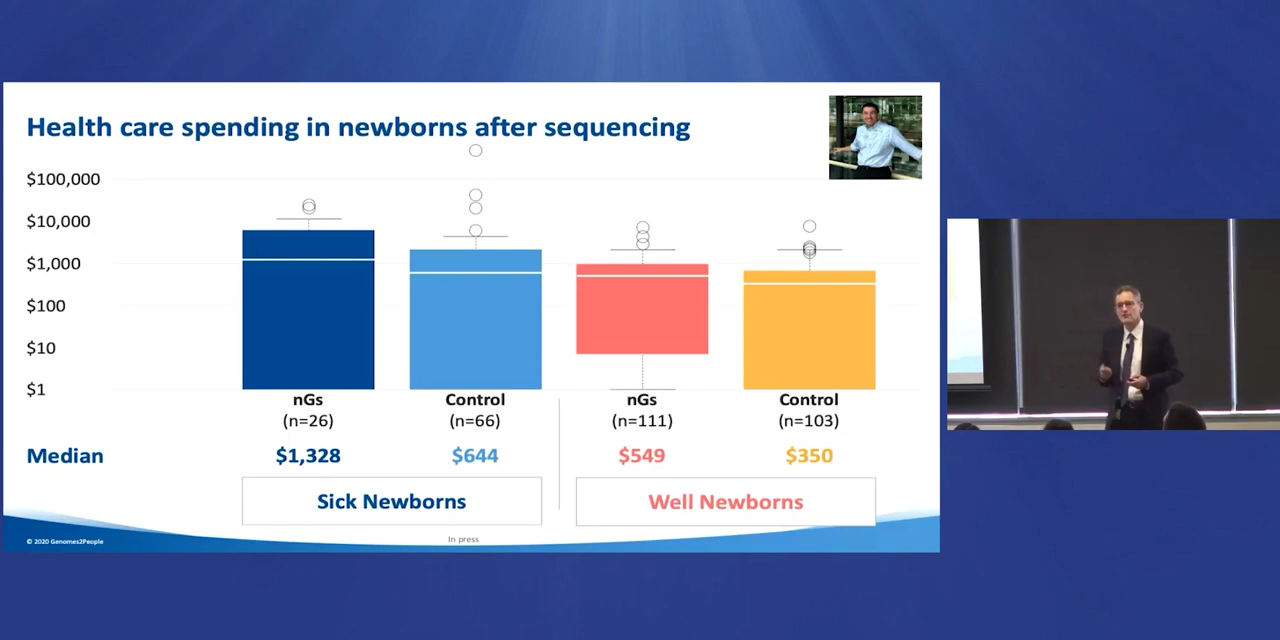 Health care spending in newborns after sequencing
$100,000
$10,000
$1,000
$100
$10
$1
nGs
(n=26)
Control
(n=66)
nGs
(n=111)
Control
(n=103)
Median
$1,328
$644
$549
$350
Sick Newborns
Well Newborns
© 2020 Genomes2People
In press